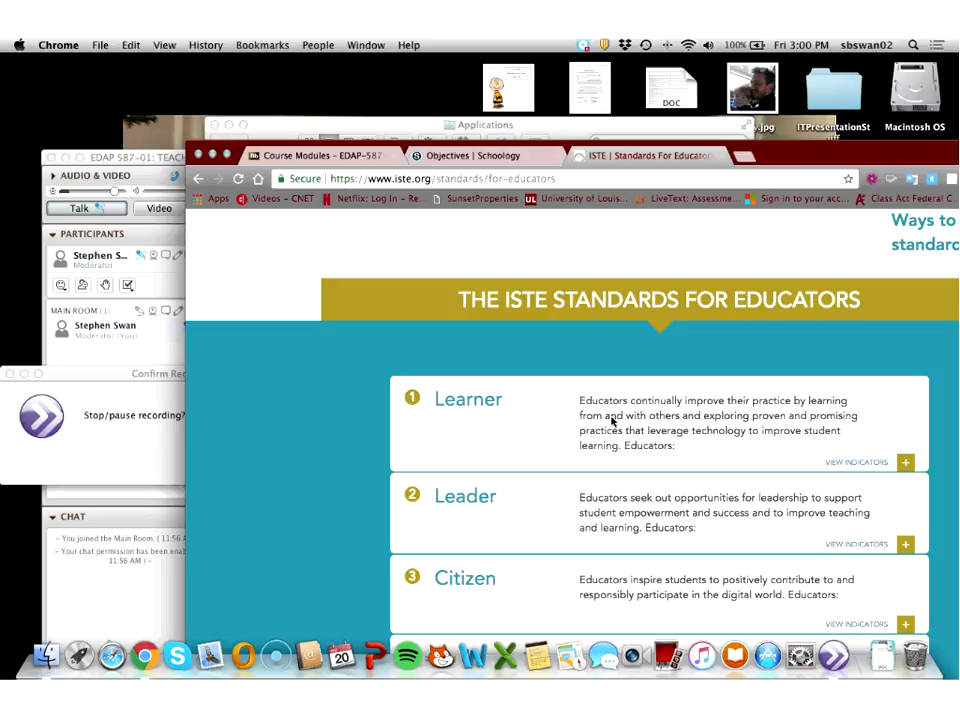 Chrome File Edit View History Bookmarks People Window Help 100% Fri 3:00 PM sbswan02
DOC
.jpg ITPresentationSt Macintosh OS
Applications
EDAP 587-01: TEACH
Course Modules - EDAP-587 Objectives | Schoology ISTE | Standards For Educator
AUDIO & VIDEO
Secure https://www.iste.org/standards/for-educators
Talk Video
Apps Videos - CNET Netflix: Log In - Re... SunsetProperties UL University of Louis... LiveText: Assessme... Sign in to your acc... Class Act Federal C
PARTICIPANTS
Stephen S...
Moderator
MAIN ROOM (1)
Stephen Swan
Moderator (You)
Confirm Rec
Stop/pause recording?
CHAT
- You joined the Main Room. ( 11:56 A
- Your chat permission has been enab
11:56 AM ) -
Ways to
standard
THE ISTE STANDARDS FOR EDUCATORS
1 Learner
Educators continually improve their practice by learning
from and with others and exploring proven and promising
practices that leverage technology to improve student
learning. Educators:
VIEW INDICATORS +
2 Leader
Educators seek out opportunities for leadership to support
student empowerment and success and to improve teaching
and learning. Educators:
VIEW INDICATORS +
3 Citizen
Educators inspire students to positively contribute to and
responsibly participate in the digital world. Educators:
VIEW INDICATORS +
20